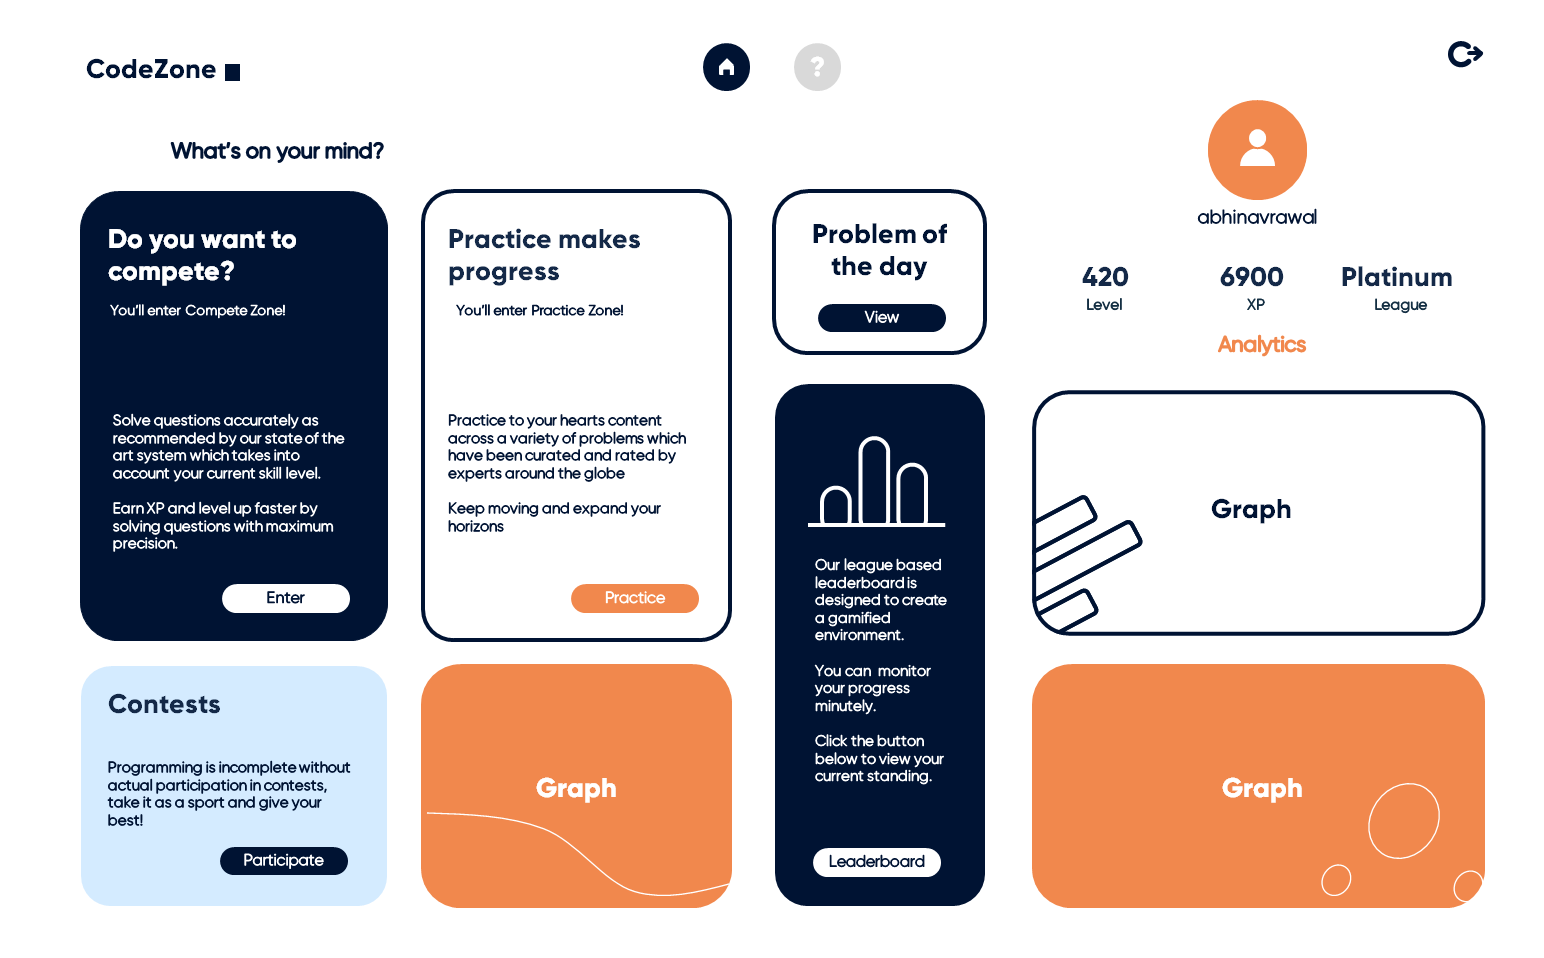 CodeZone
?
What's on your mind?
Do you want to
compete?
You'll enter Compete Zone!
Solve questions accurately as
recommended by our state of the
art system which takes into
account your current skill level.
Earn XP and level up faster by
solving questions with maximum
precision.
Enter
Practice makes
progress
You'll enter Practice Zone!
Practice to your hearts content
across a variety of problems which
have been curated and rated by
experts around the globe
Keep moving and expand your
horizons
Practice
Problem of
the day
View
abhinavrawal
420
Level
6900
XP
Platinum
League
Analytics
Graph
Our league based
leaderboard is
designed to create
a gamified
environment.
You can  monitor
your progress
minutely.
Click the button
below to view your
current standing.
Leaderboard
Contests
Programming is incomplete without
actual participation in contests,
take it as a sport and give your
best!
Participate
Graph
Graph